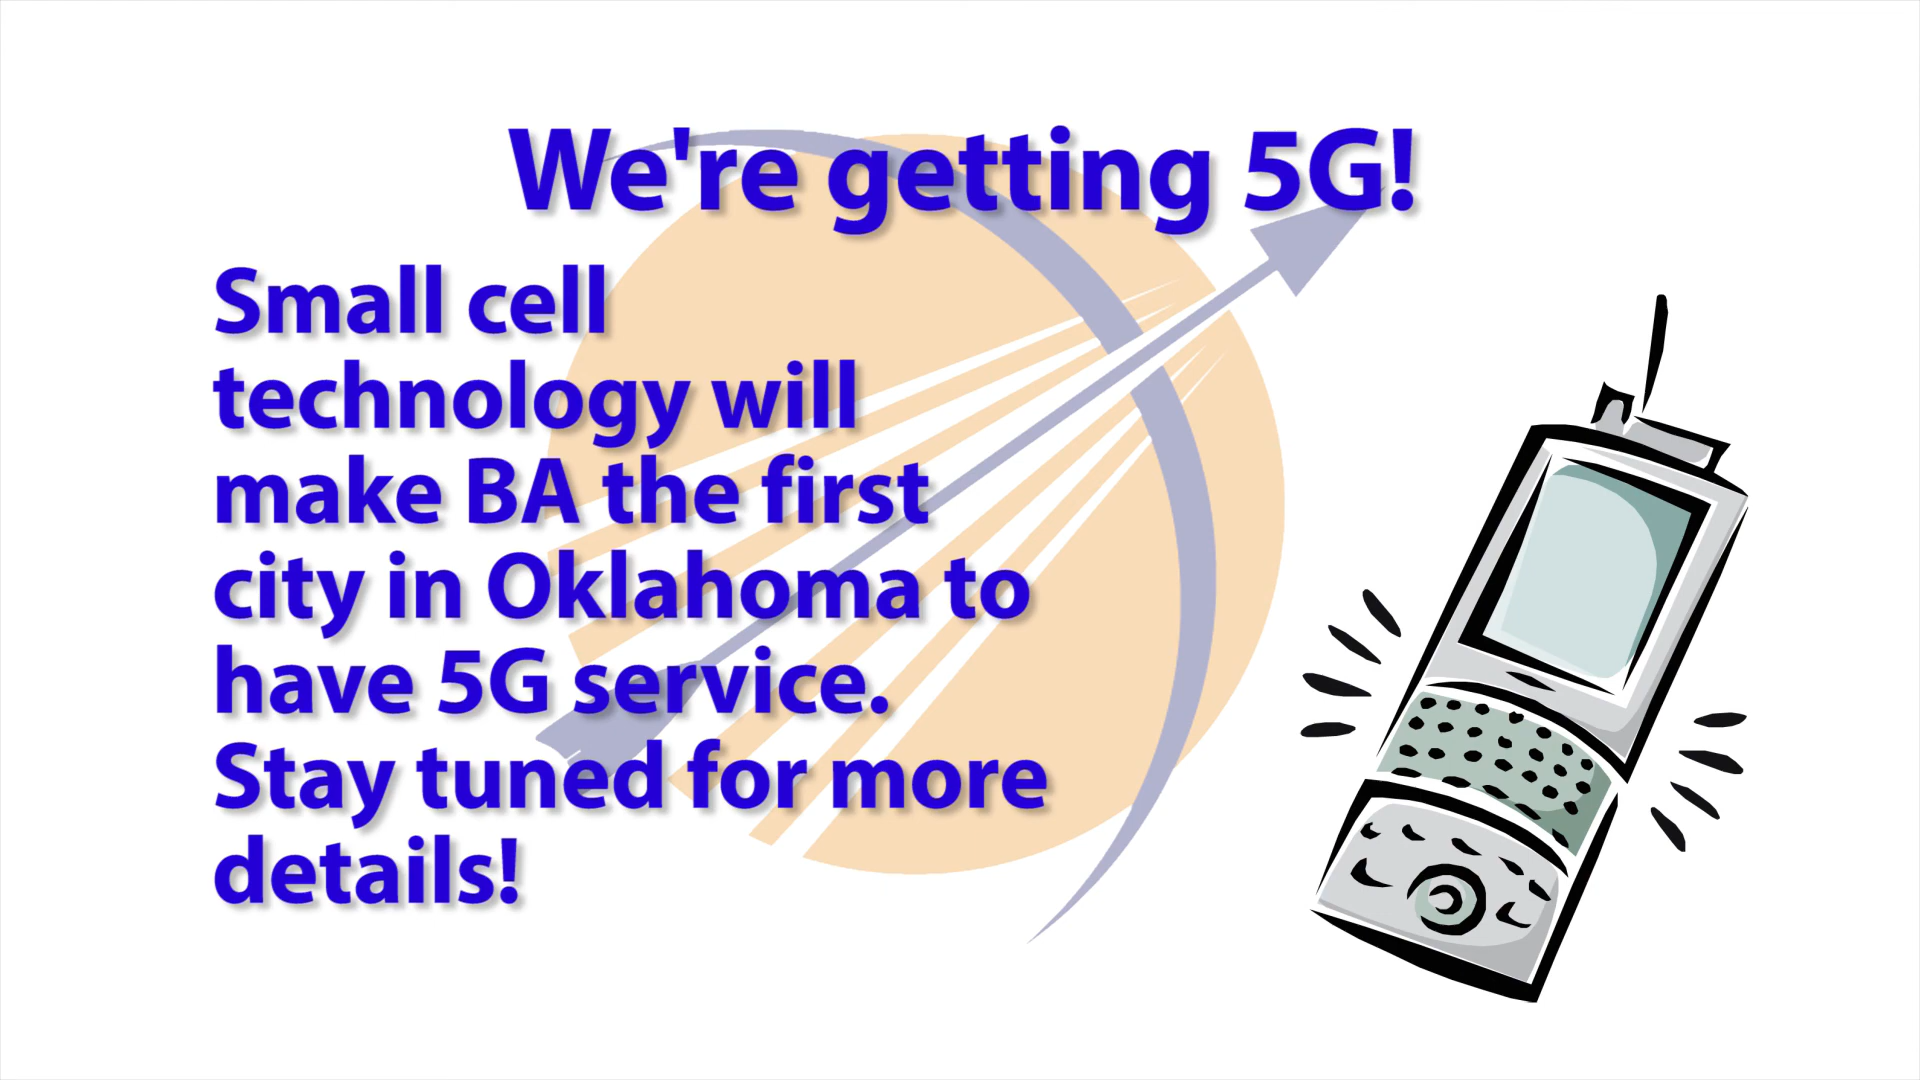 We're getting 5G!
Small cell
technology will
make BA the first
city in Oklahoma to
have 5G service.
Stay tuned for more
details!